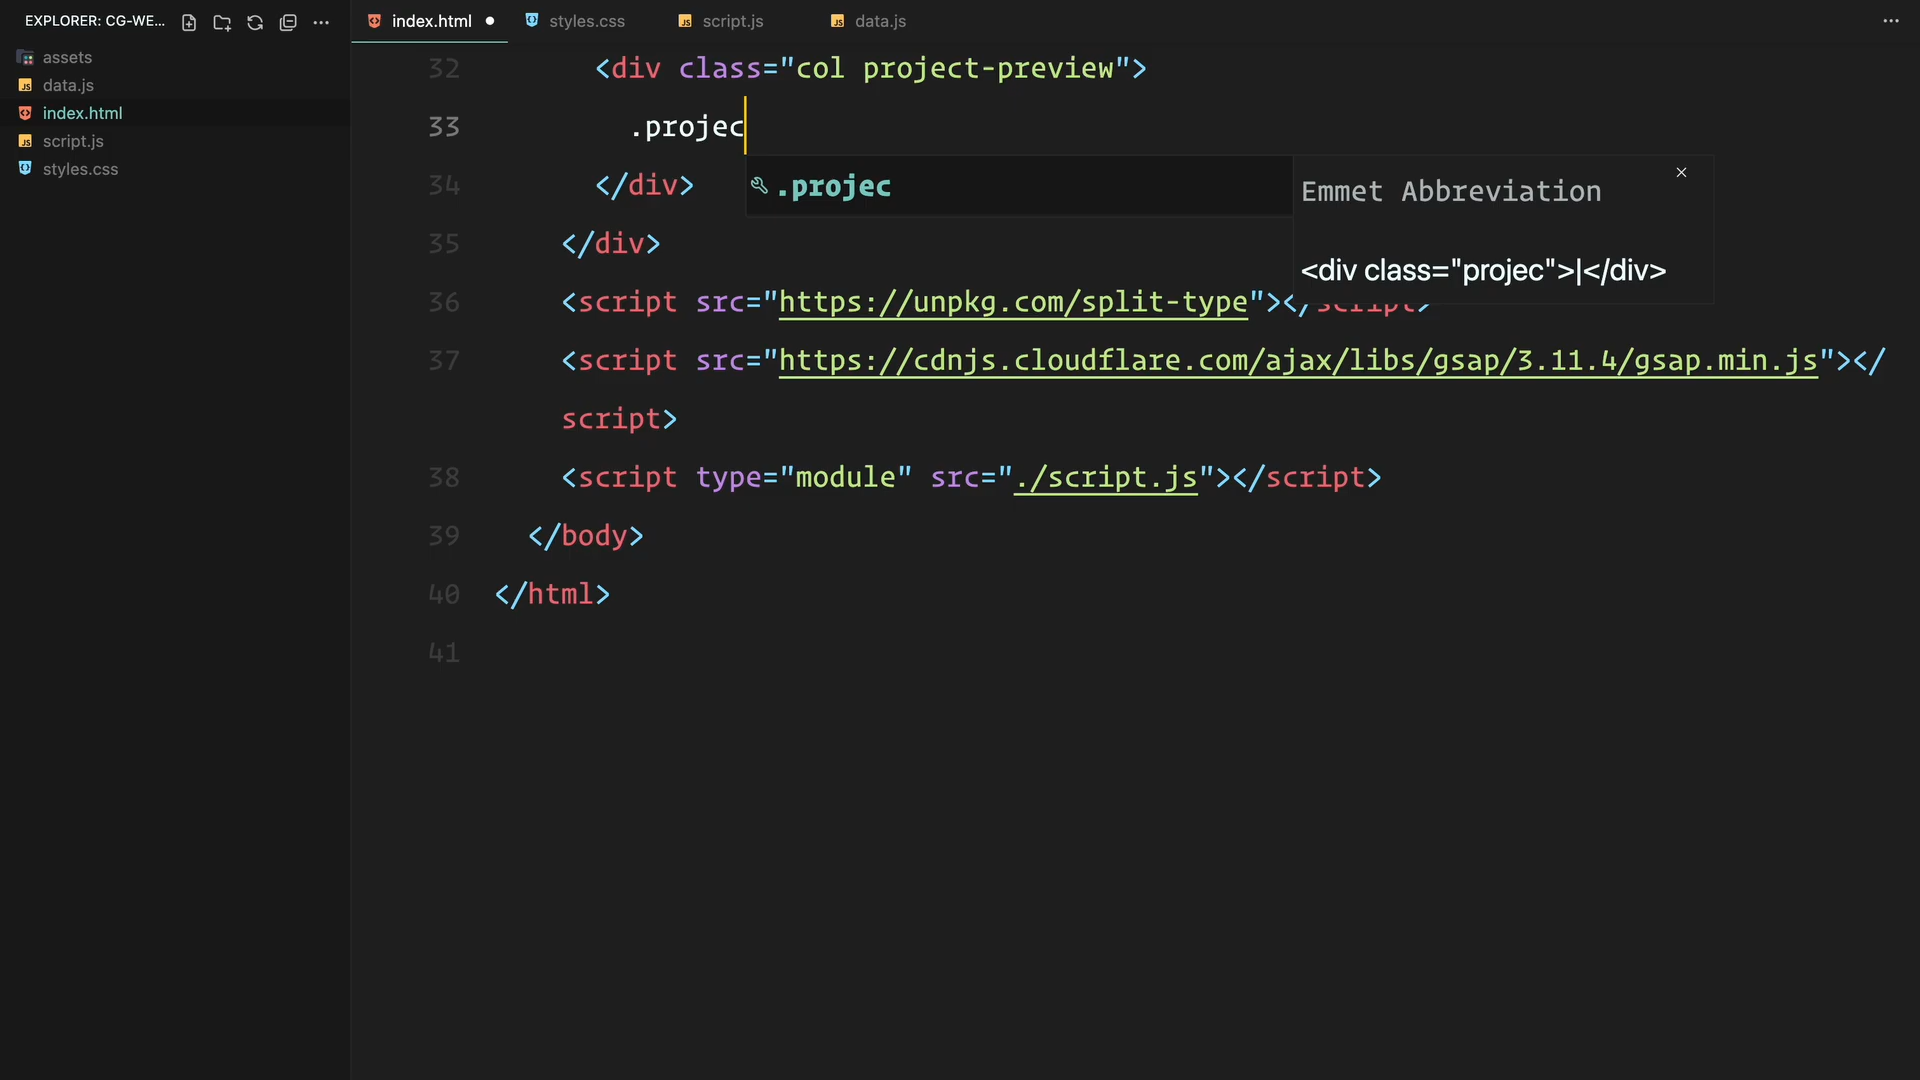 EXPLORER: CG-WE...
assets
data.js
index.html
script.js
styles.css
index.html
styles.css
script.js
data.js
32 <div class="col project-preview">
33 .projec
.projec
Emmet Abbreviation
<div class="projec">|</div>
34 </div>
35 </div>
36 <script src="https://unpkg.com/split-type"></script>
37 <script src="https://cdnjs.cloudflare.com/ajax/libs/gsap/3.11.4/gsap.min.js"></
script>
38 <script type="module" src="./script.js"></script>
39 </body>
40 </html>
41